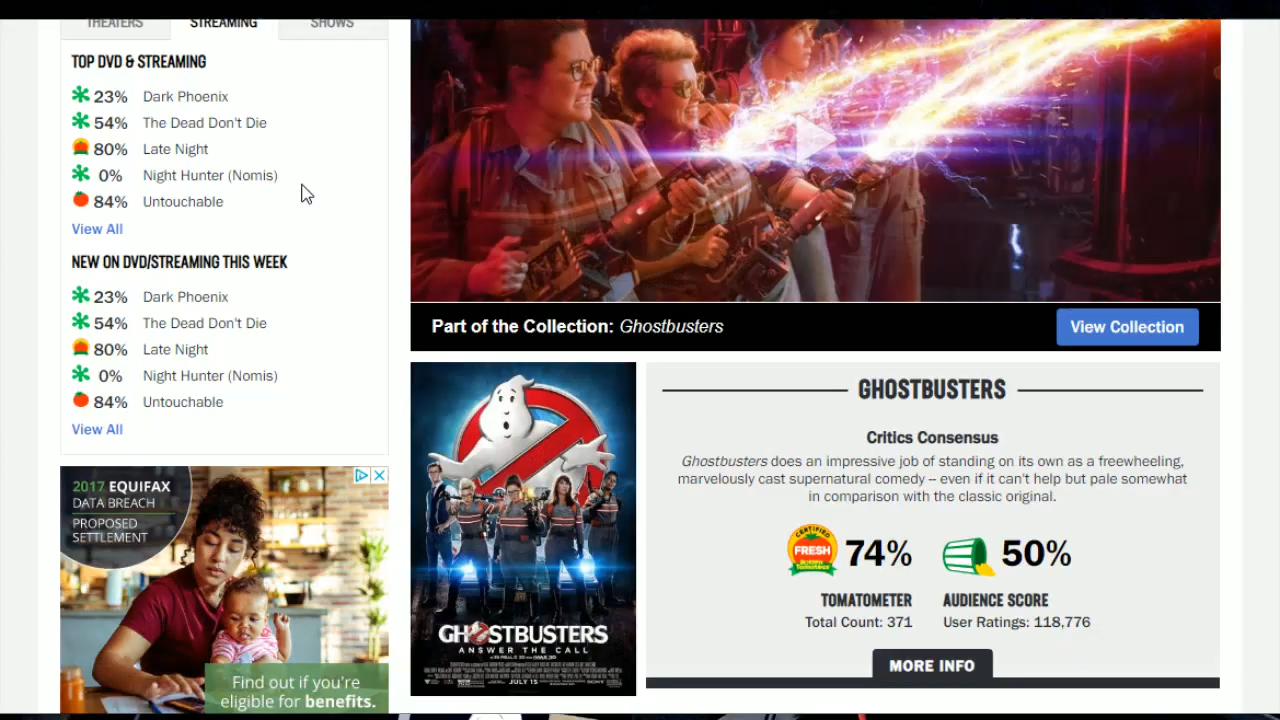 THEATERS
STREAMING
SHOWS
TOP DVD & STREAMING
23% Dark Phoenix
54% The Dead Don't Die
80% Late Night
0% Night Hunter (Nomis)
84% Untouchable
View All
NEW ON DVD/STREAMING THIS WEEK
23% Dark Phoenix
54% The Dead Don't Die
80% Late Night
0% Night Hunter (Nomis)
84% Untouchable
View All
2017 EQUIFAX
DATA BREACH
PROPOSED
SETTLEMENT
Find out if you're
eligible for benefits.
Part of the Collection: Ghostbusters
View Collection
GHOSTBUSTERS
ANSWER THE CALL
JULY 15
GHOSTBUSTERS
Critics Consensus
Ghostbusters does an impressive job of standing on its own as a freewheeling,
marvelously cast supernatural comedy -- even if it can't help but pale somewhat
in comparison with the classic original.
CERTIFIED
FRESH
74%
50%
TOMATOMETER
AUDIENCE SCORE
Total Count: 371
User Ratings: 118,776
MORE INFO